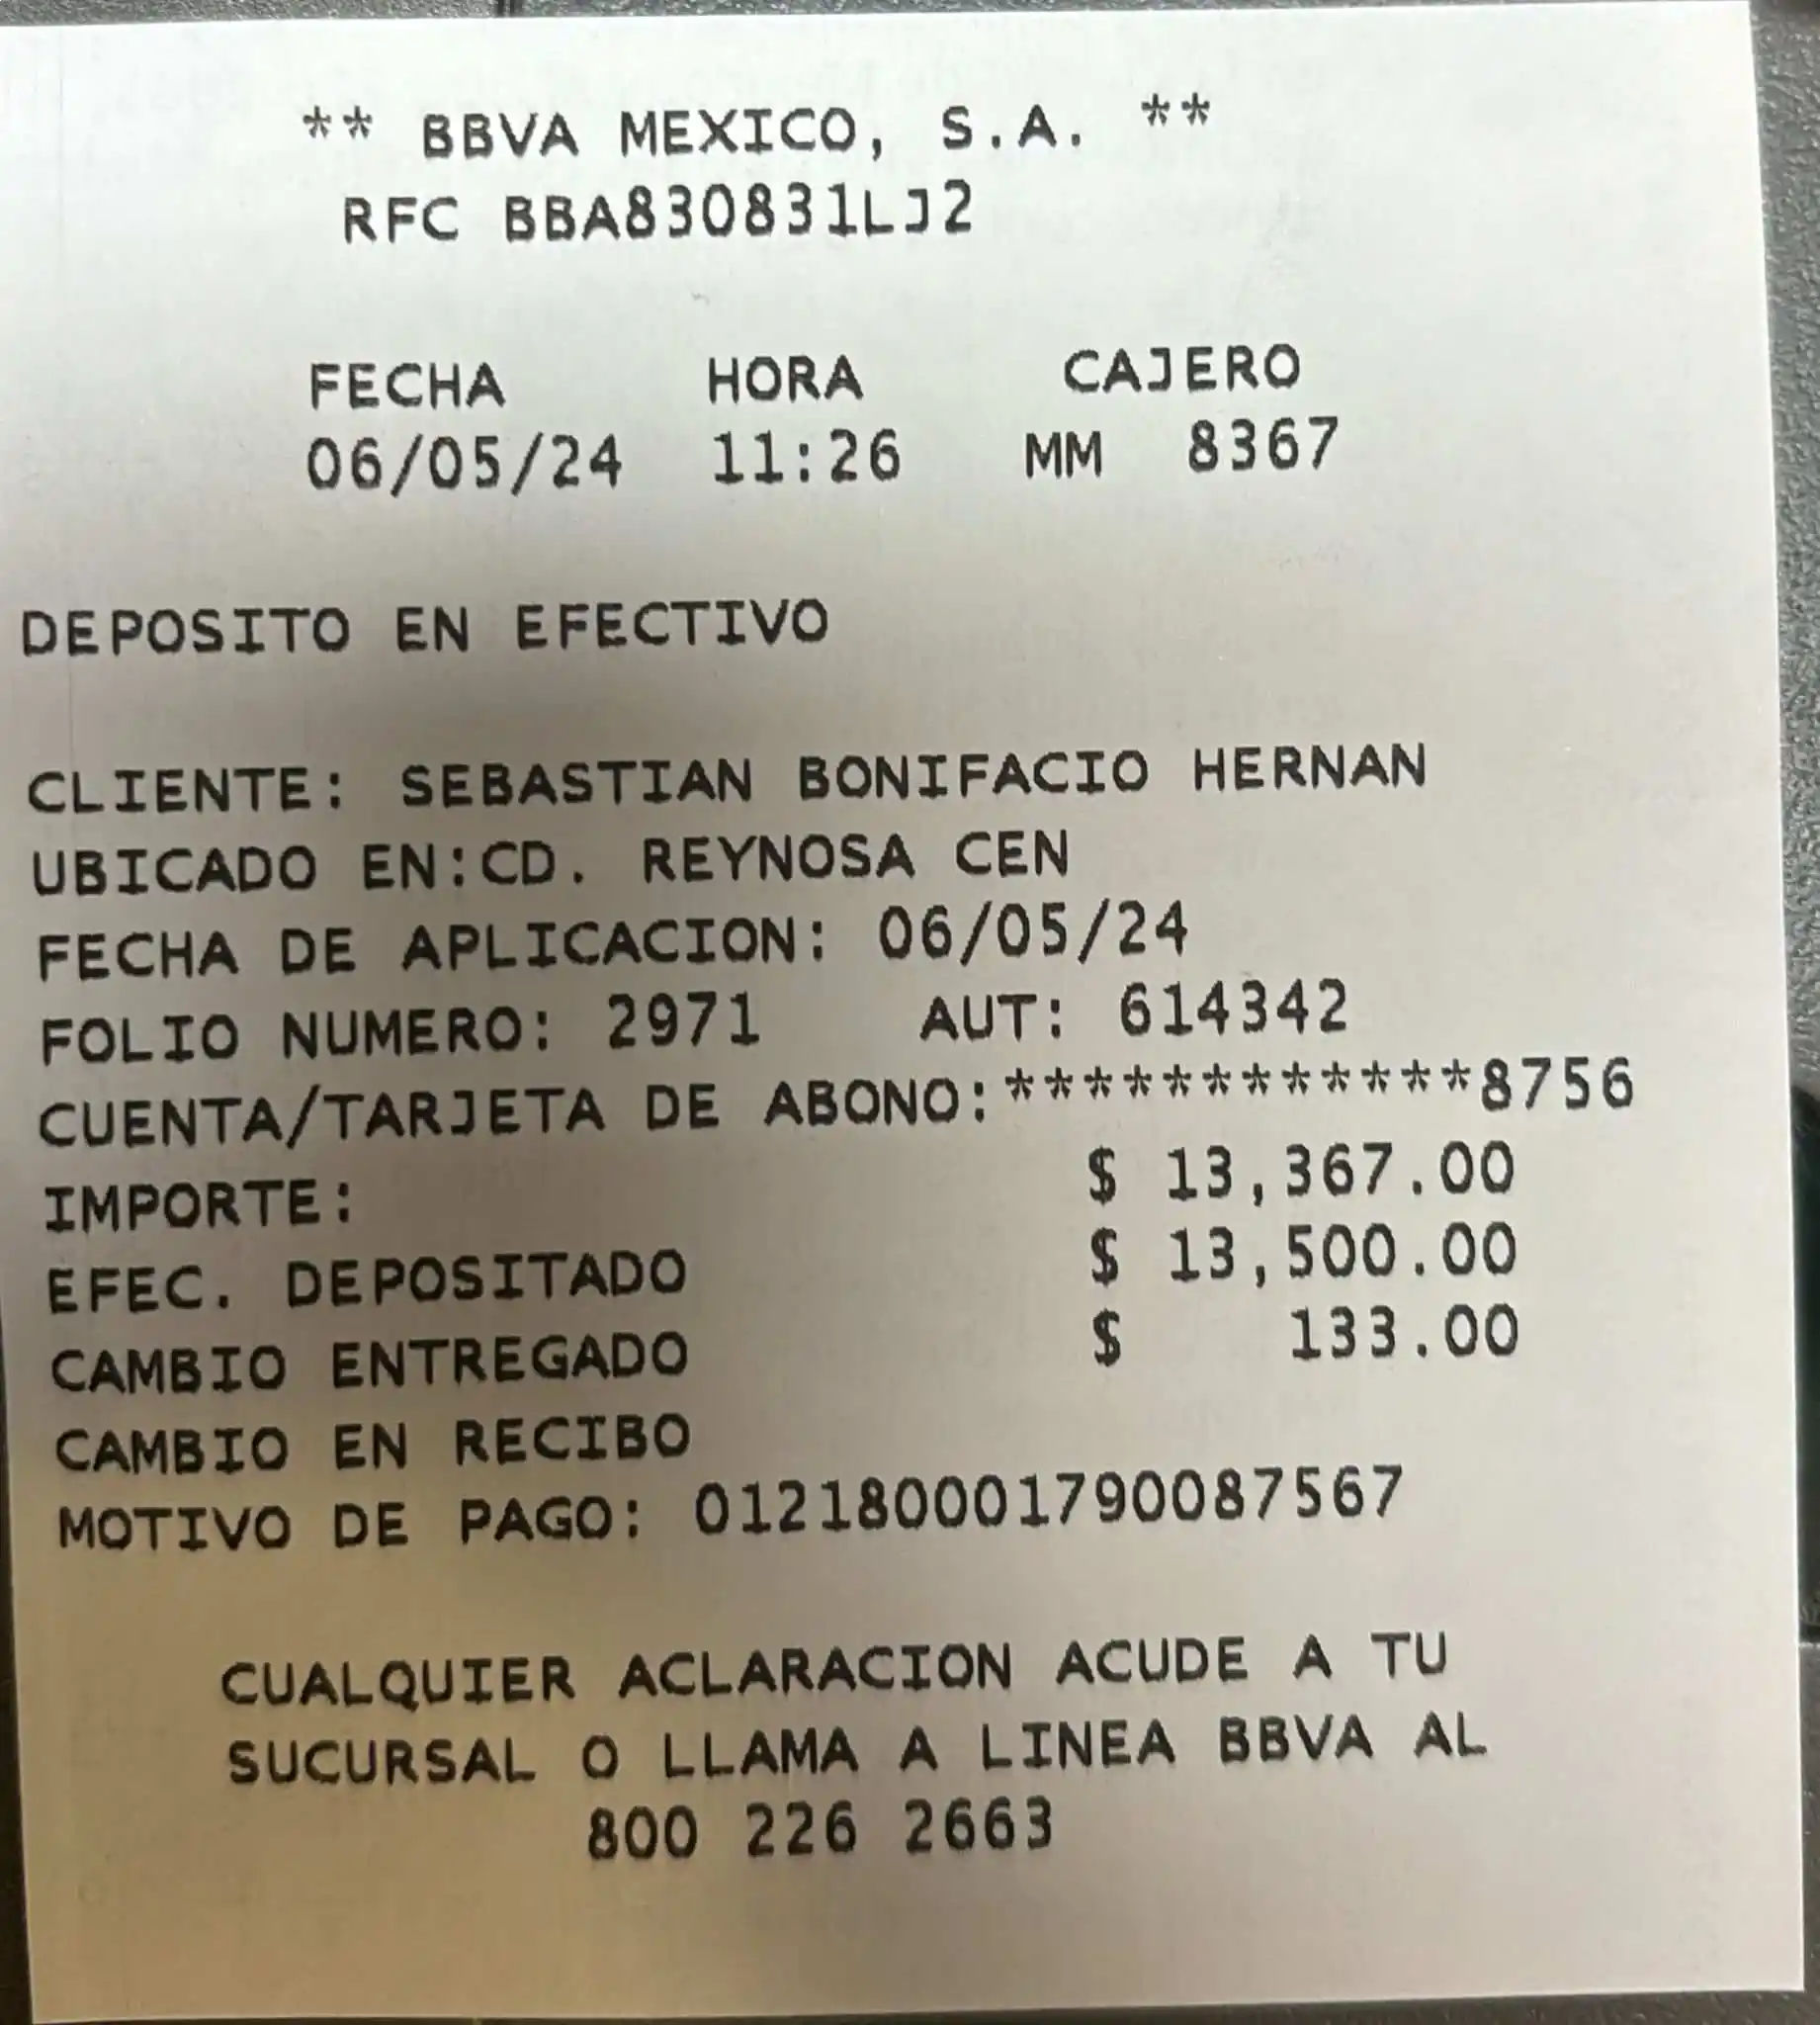 ** BBVA MEXICO, S.A. **
RFC BBA830831LJ2
FECHA HORA CAJERO
06/05/24 11:26 MM 8367
DEPOSITO EN EFECTIVO
CLIENTE: SEBASTIAN BONIFACIO HERNAN
UBICADO EN:CD. REYNOSA CEN
FECHA DE APLICACION: 06/05/24
FOLIO NUMERO: 2971 AUT: 614342
CUENTA/TARJETA DE ABONO:************8756
IMPORTE: $ 13,367.00
EFEC. DEPOSITADO $ 13,500.00
CAMBIO ENTREGADO $ 133.00
CAMBIO EN RECIBO
MOTIVO DE PAGO: 012180001790087567
CUALQUIER ACLARACION ACUDE A TU
SUCURSAL O LLAMA A LINEA BBVA AL
800 226 2663